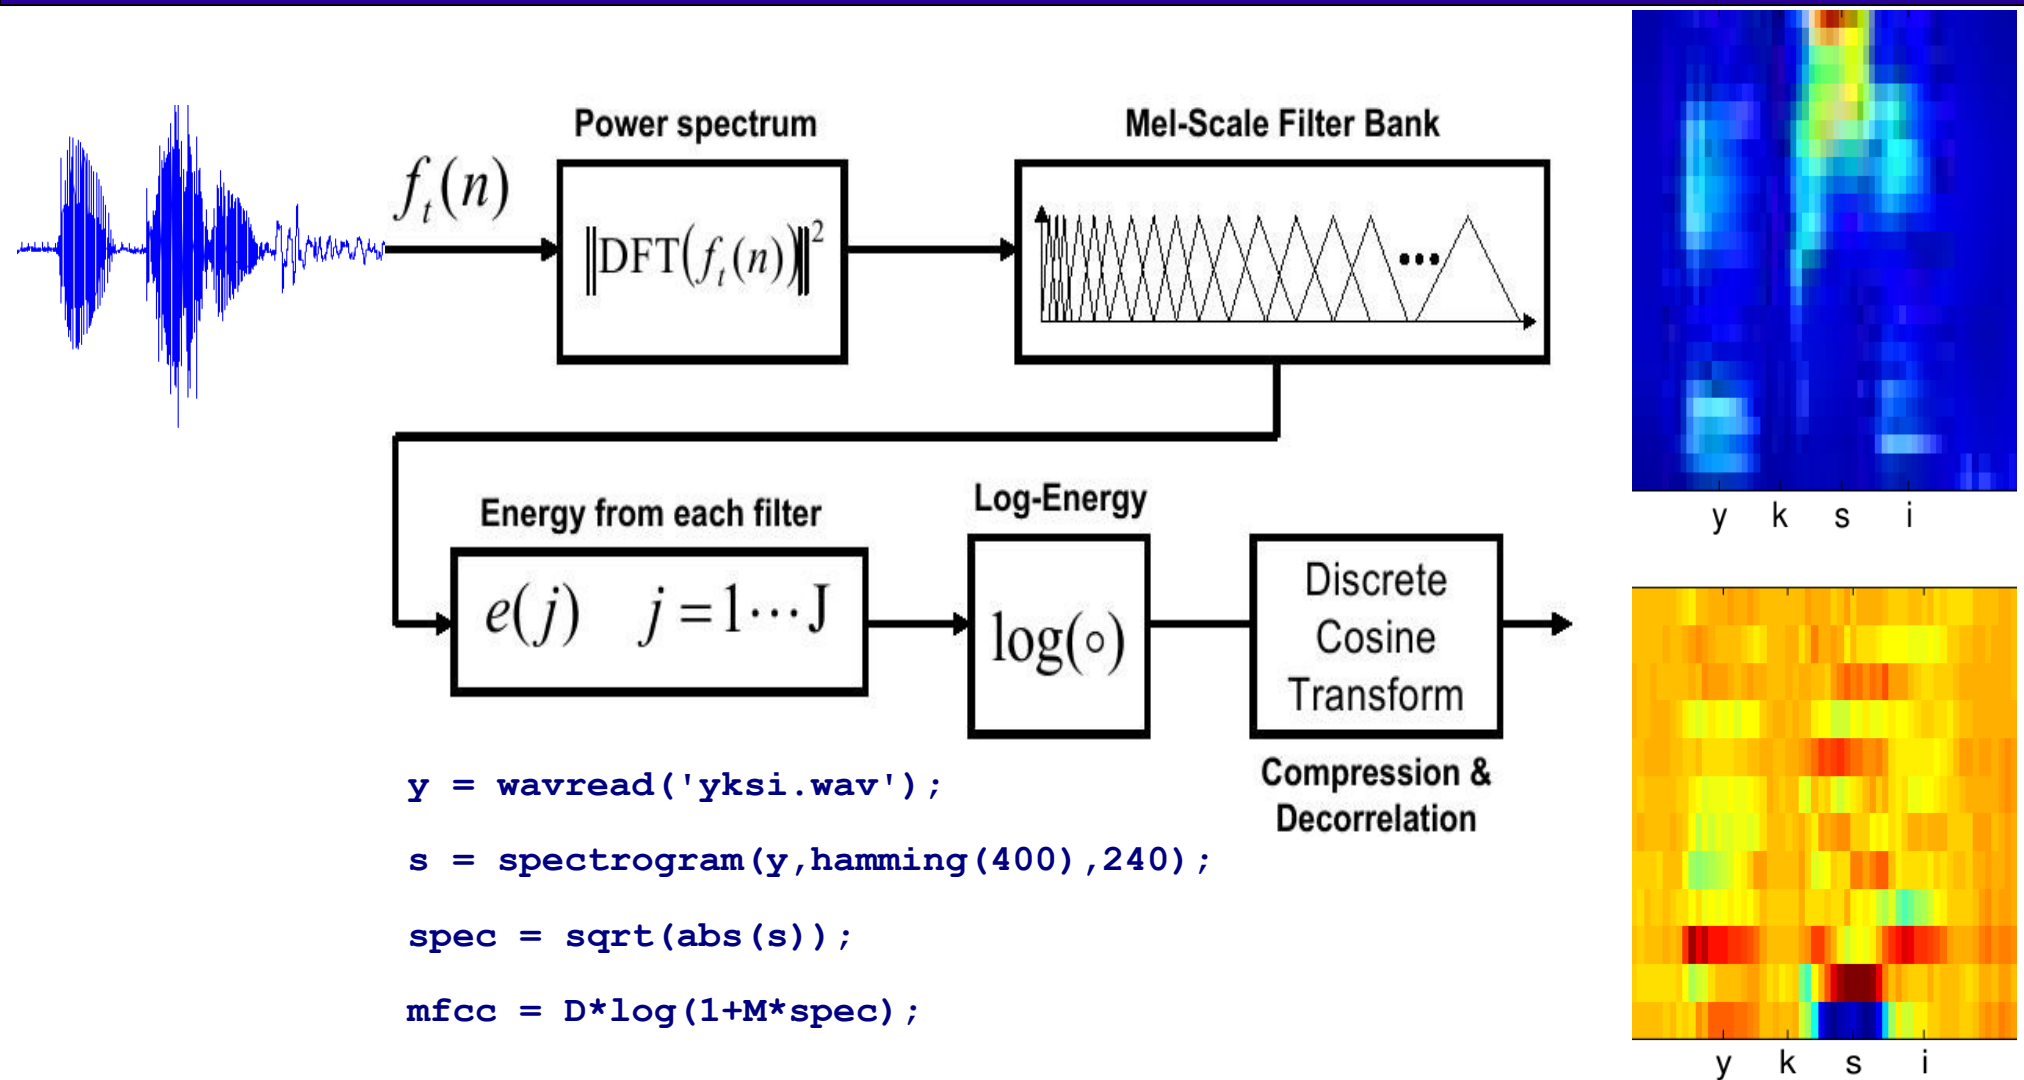 Power spectrum
Mel-Scale Filter Bank
f_t(n)
‖DFT(f_t(n))‖²
•••
y k s i
Energy from each filter
Log-Energy
e(j) j = 1⋯J
log(∘)
Discrete
Cosine
Transform
Compression &
Decorrelation
y = wavread('yksi.wav');
s = spectrogram(y,hamming(400),240);
spec = sqrt(abs(s));
mfcc = D*log(1+M*spec);
y k s i